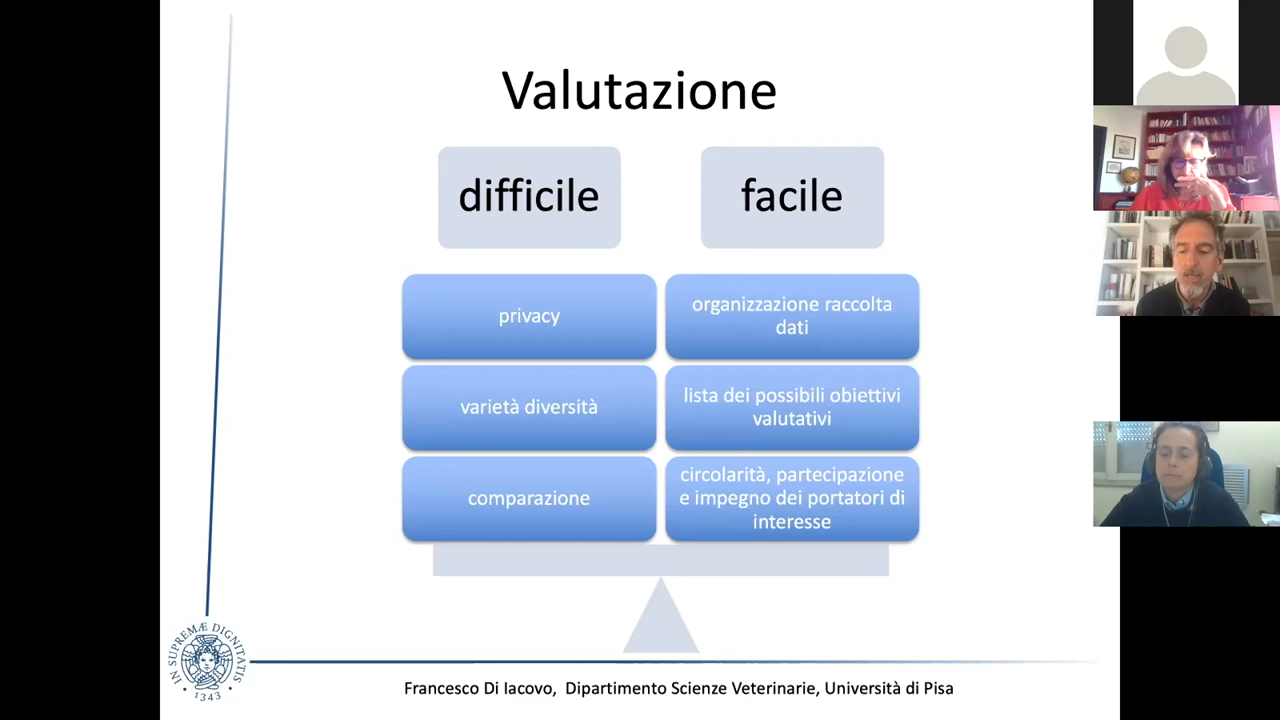 Valutazione
difficile
facile
privacy
organizzazione raccolta
dati
varietà diversità
lista dei possibili obiettivi
valutativi
comparazione
circolarità, partecipazione
e impegno dei portatori di
interesse
IN SUPREMÆ DIGNITATIS
1343
Francesco Di Iacovo, Dipartimento Scienze Veterinarie, Università di Pisa